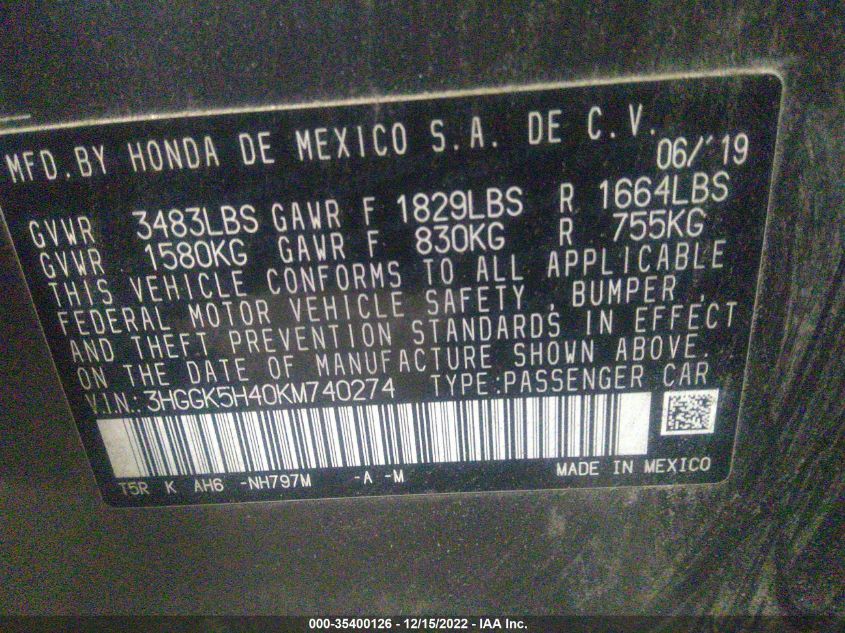 MFD.BY HONDA DE MEXICO S.A. DE C.V.
06/'19
GVWR 3483LBS GAWR F 1829LBS R 1664LBS
GVWR 1580KG GAWR F 830KG R 755KG
THIS VEHICLE CONFORMS TO ALL APPLICABLE
FEDERAL MOTOR VEHICLE SAFETY , BUMPER ,
AND THEFT PREVENTION STANDARDS IN EFFECT
ON THE DATE OF MANUFACTURE SHOWN ABOVE.
V.I.N.:3HGGK5H40KM740274 TYPE:PASSENGER CAR
T5R K AH6 -NH797M -A -M MADE IN MEXICO
000-35400126 - 12/15/2022 - IAA Inc.